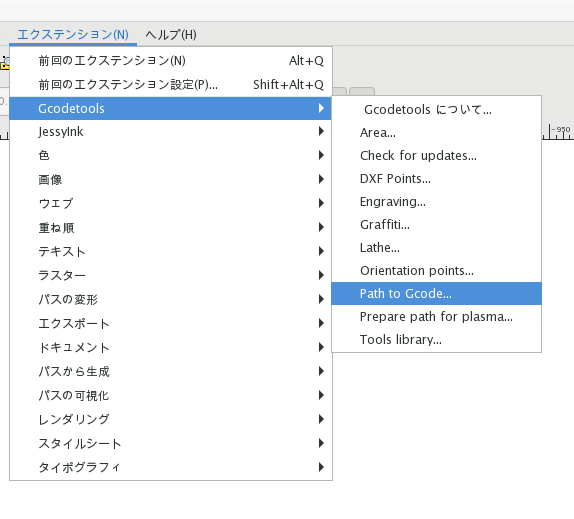 エクステンション(N) ヘルプ(H)
前回のエクステンション(N) Alt+Q
前回のエクステンション設定(P)... Shift+Alt+Q
Gcodetools
JessyInk
色
画像
ウェブ
重ね順
テキスト
ラスター
パスの変形
エクスポート
ドキュメント
パスから生成
パスの可視化
レンダリング
スタイルシート
タイポグラフィ
Gcodetools について...
Area...
Check for updates...
DXF Points...
Engraving...
Graffiti...
Lathe...
Orientation points...
Path to Gcode...
Prepare path for plasma...
Tools library...
-950